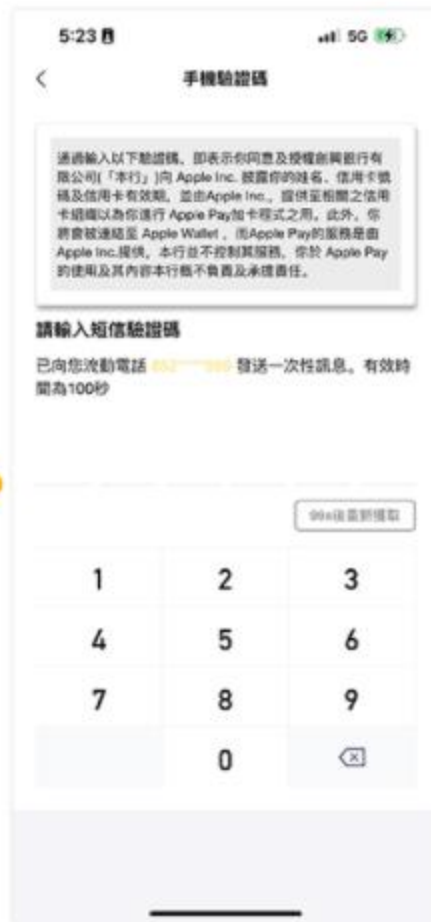 5:23
5G
手機驗證碼
通過輸入以下驗證碼，即表示你同意及授權創興銀行有
限公司(「本行」)向 Apple Inc. 披露你的姓名、信用卡號
碼及信用卡有效期，並由Apple Inc.，提供至相關之信用
卡組織以為你進行 Apple Pay加卡程式之用。此外，你
將會被連結至 Apple Wallet，而Apple Pay的服務是由
Apple Inc.提供，本行並不控制其服務，你於 Apple Pay
的使用及其內容本行概不負責及承擔責任。
請輸入短信驗證碼
已向您流動電話 發送一次性訊息。有效時
間為100秒
99s後重新獲取
1 2 3
4 5 6
7 8 9
0